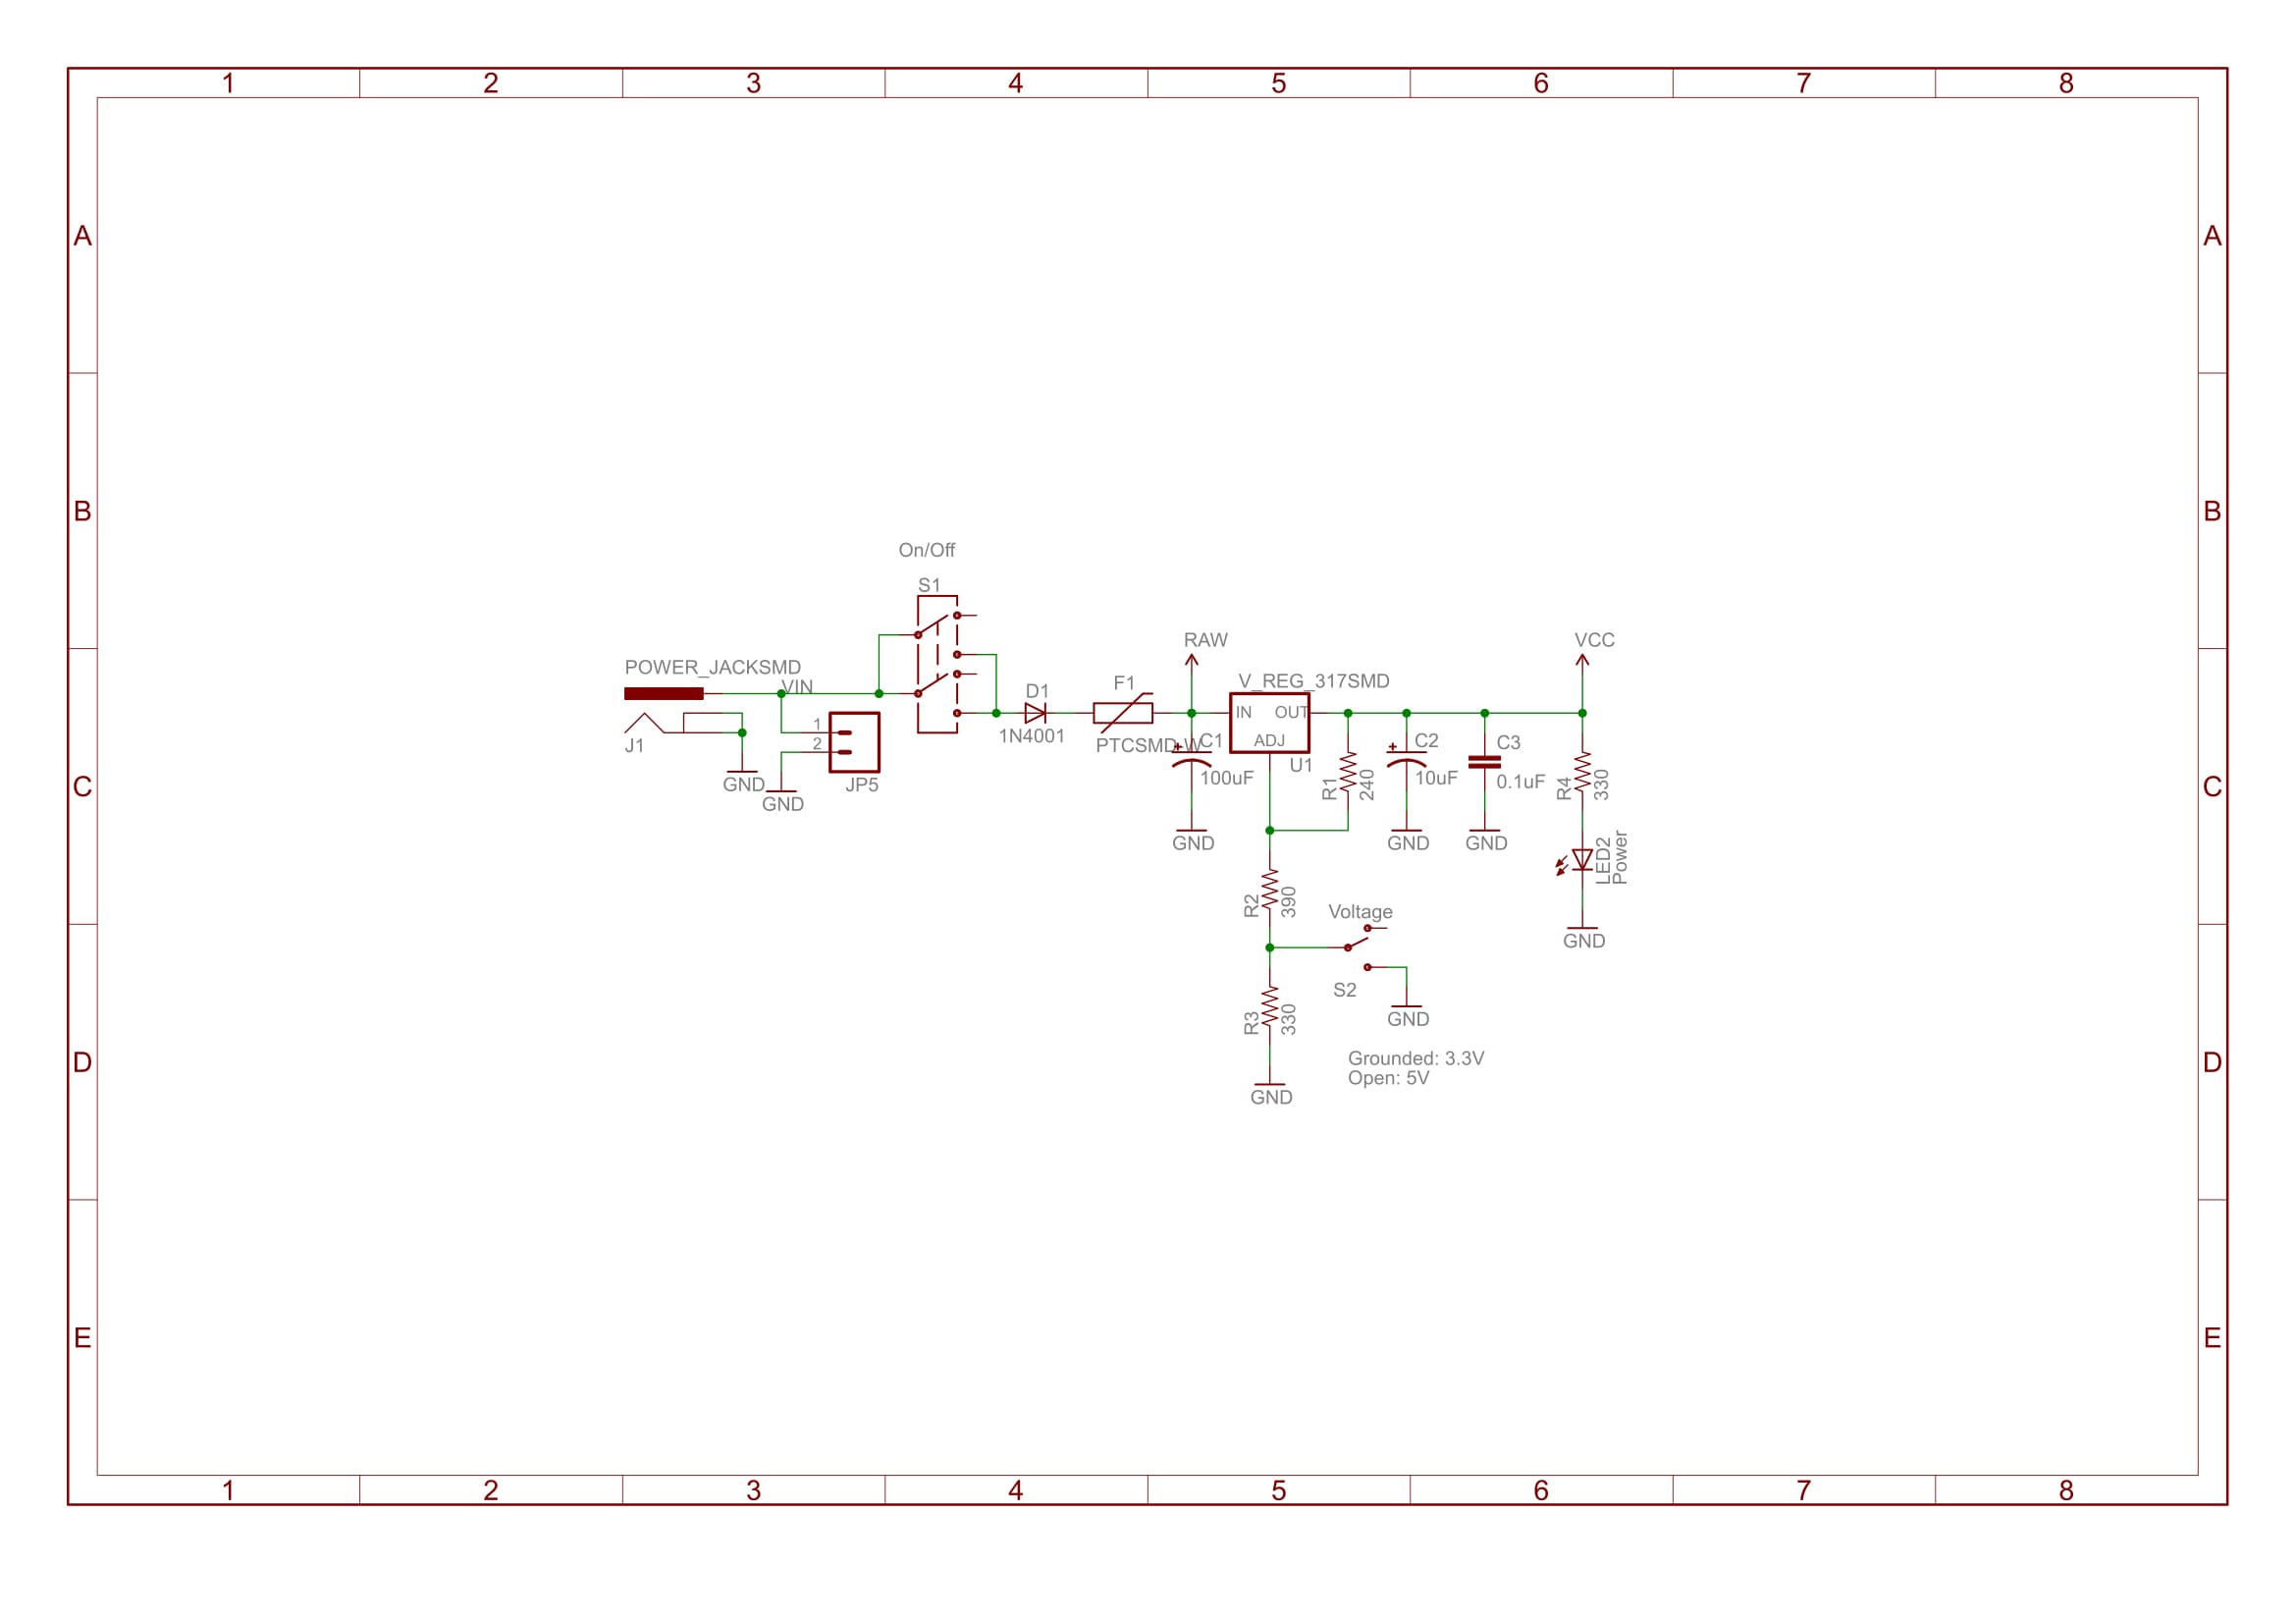 1 2 3 4 5 6 7 8
A A
B B
On/Off
S1
RAW
VCC
POWER_JACKSMD
VIN
D1
F1
V_REG_317SMD
1
IN OUT
2
J1
1N4001
PTCSMD-W
C1
ADJ
C2
C3
GND
JP5
100uF
U1
R1
240
10uF
0.1uF
R4
330
C C
GND
GND
GND
GND
LED2
Power
R2
390
Voltage
GND
S2
R3
330
GND
D D
Grounded: 3.3V
Open: 5V
GND
E E
1 2 3 4 5 6 7 8